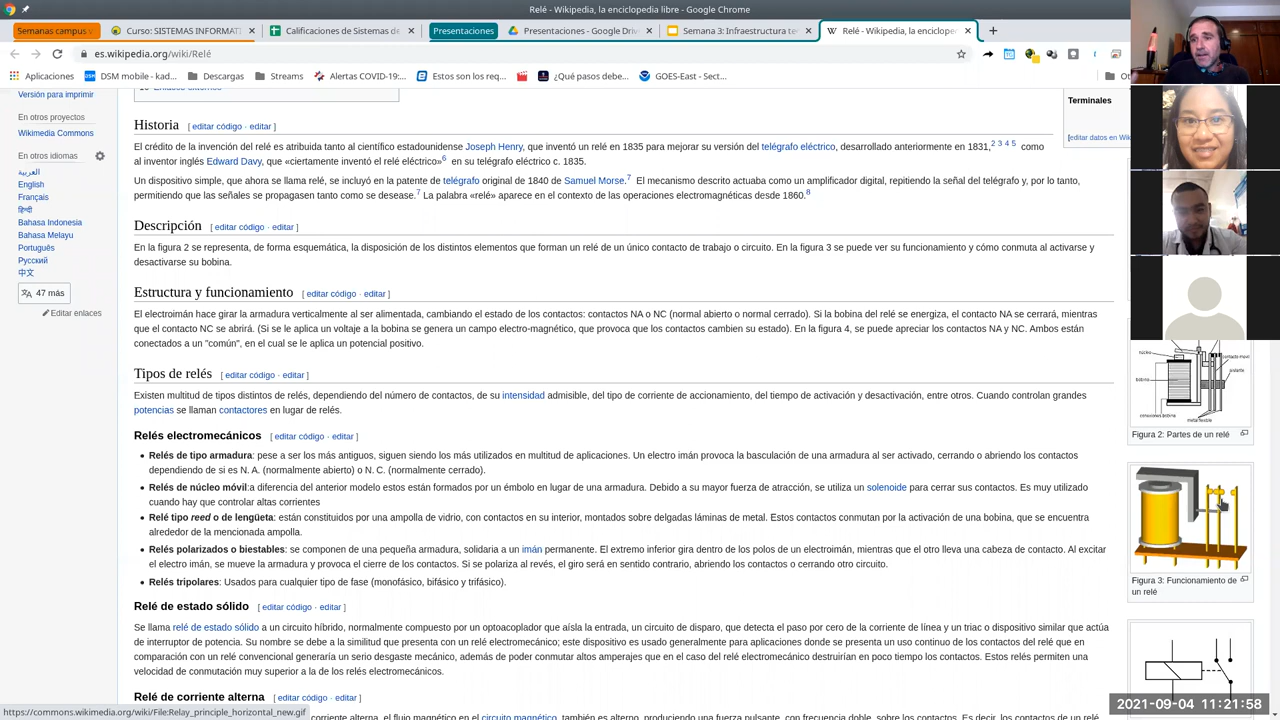 Relé - Wikipedia, la enciclopedia libre - Google Chrome
Semanas campus v
Curso: SISTEMAS INFORMAT
Calificaciones de Sistemas de
Presentaciones
Presentaciones - Google Driv
Semana 3: Infraestructura te
Relé - Wikipedia, la enciclope
es.wikipedia.org/wiki/Relé
Aplicaciones
DSM mobile - kad...
Descargas
Streams
Alertas COVID-19:...
Estos son los req...
¿Qué pasos debe...
GOES-East - Sect...
Versión para imprimir
En otros proyectos
Wikimedia Commons
En otros idiomas
العربية
English
Français
हिन्दी
Bahasa Indonesia
Bahasa Melayu
Português
Русский
中文
47 más
Editar enlaces
Terminales
[editar datos en Wik
Historia [ editar código · editar ]
El crédito de la invención del relé es atribuida tanto al científico estadounidense Joseph Henry, que inventó un relé en 1835 para mejorar su versión del telégrafo eléctrico, desarrollado anteriormente en 1831,2 3 4 5 como
al inventor inglés Edward Davy, que «ciertamente inventó el relé eléctrico»6 en su telégrafo eléctrico c. 1835.
Un dispositivo simple, que ahora se llama relé, se incluyó en la patente de telégrafo original de 1840 de Samuel Morse.7 El mecanismo descrito actuaba como un amplificador digital, repitiendo la señal del telégrafo y, por lo tanto,
permitiendo que las señales se propagasen tanto como se desease.7 La palabra «relé» aparece en el contexto de las operaciones electromagnéticas desde 1860.8
Descripción [ editar código · editar ]
En la figura 2 se representa, de forma esquemática, la disposición de los distintos elementos que forman un relé de un único contacto de trabajo o circuito. En la figura 3 se puede ver su funcionamiento y cómo conmuta al activarse y
desactivarse su bobina.
Estructura y funcionamiento [ editar código · editar ]
El electroimán hace girar la armadura verticalmente al ser alimentada, cambiando el estado de los contactos: contactos NA o NC (normal abierto o normal cerrado). Si la bobina del relé se energiza, el contacto NA se cerrará, mientras
que el contacto NC se abrirá. (Si se le aplica un voltaje a la bobina se genera un campo electro-magnético, que provoca que los contactos cambien su estado). En la figura 4, se puede apreciar los contactos NA y NC. Ambos están
conectados a un "común", en el cual se le aplica un potencial positivo.
Tipos de relés [ editar código · editar ]
Existen multitud de tipos distintos de relés, dependiendo del número de contactos, de su intensidad admisible, del tipo de corriente de accionamiento, del tiempo de activación y desactivación, entre otros. Cuando controlan grandes
potencias se llaman contactores en lugar de relés.
Relés electromecánicos [ editar código · editar ]
• Relés de tipo armadura: pese a ser los más antiguos, siguen siendo los más utilizados en multitud de aplicaciones. Un electro imán provoca la basculación de una armadura al ser activado, cerrando o abriendo los contactos
dependiendo de si es N. A. (normalmente abierto) o N. C. (normalmente cerrado).
• Relés de núcleo móvil:a diferencia del anterior modelo estos están formados por un émbolo en lugar de una armadura. Debido a su mayor fuerza de atracción, se utiliza un solenoide para cerrar sus contactos. Es muy utilizado
cuando hay que controlar altas corrientes
• Relé tipo reed o de lengüeta: están constituidos por una ampolla de vidrio, con contactos en su interior, montados sobre delgadas láminas de metal. Estos contactos conmutan por la activación de una bobina, que se encuentra
alrededor de la mencionada ampolla.
• Relés polarizados o biestables: se componen de una pequeña armadura, solidaria a un imán permanente. El extremo inferior gira dentro de los polos de un electroimán, mientras que el otro lleva una cabeza de contacto. Al excitar
el electro imán, se mueve la armadura y provoca el cierre de los contactos. Si se polariza al revés, el giro será en sentido contrario, abriendo los contactos o cerrando otro circuito.
• Relés tripolares: Usados para cualquier tipo de fase (monofásico, bifásico y trifásico).
Relé de estado sólido [ editar código · editar ]
Se llama relé de estado sólido a un circuito híbrido, normalmente compuesto por un optoacoplador que aísla la entrada, un circuito de disparo, que detecta el paso por cero de la corriente de línea y un triac o dispositivo similar que actúa
de interruptor de potencia. Su nombre se debe a la similitud que presenta con un relé electromecánico; este dispositivo es usado generalmente para aplicaciones donde se presenta un uso continuo de los contactos del relé que en
comparación con un relé convencional generaría un serio desgaste mecánico, además de poder conmutar altos amperajes que en el caso del relé electromecánico destruirían en poco tiempo los contactos. Estos relés permiten una
velocidad de conmutación muy superior a la de los relés electromecánicos.
Relé de corriente alterna [ editar código · editar ]
núcleo
bobina
Figura 2: Partes de un relé
Figura 3: Funcionamiento de
un relé
https://commons.wikimedia.org/wiki/File:Relay_principle_horizontal_new.gif
2021-09-04 11:21:58